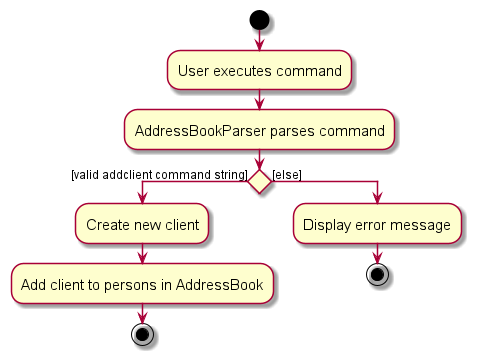 User executes command
AddressBookParser parses command
[valid addclient command string]
[else]
Create new client
Display error message
Add client to persons in AddressBook